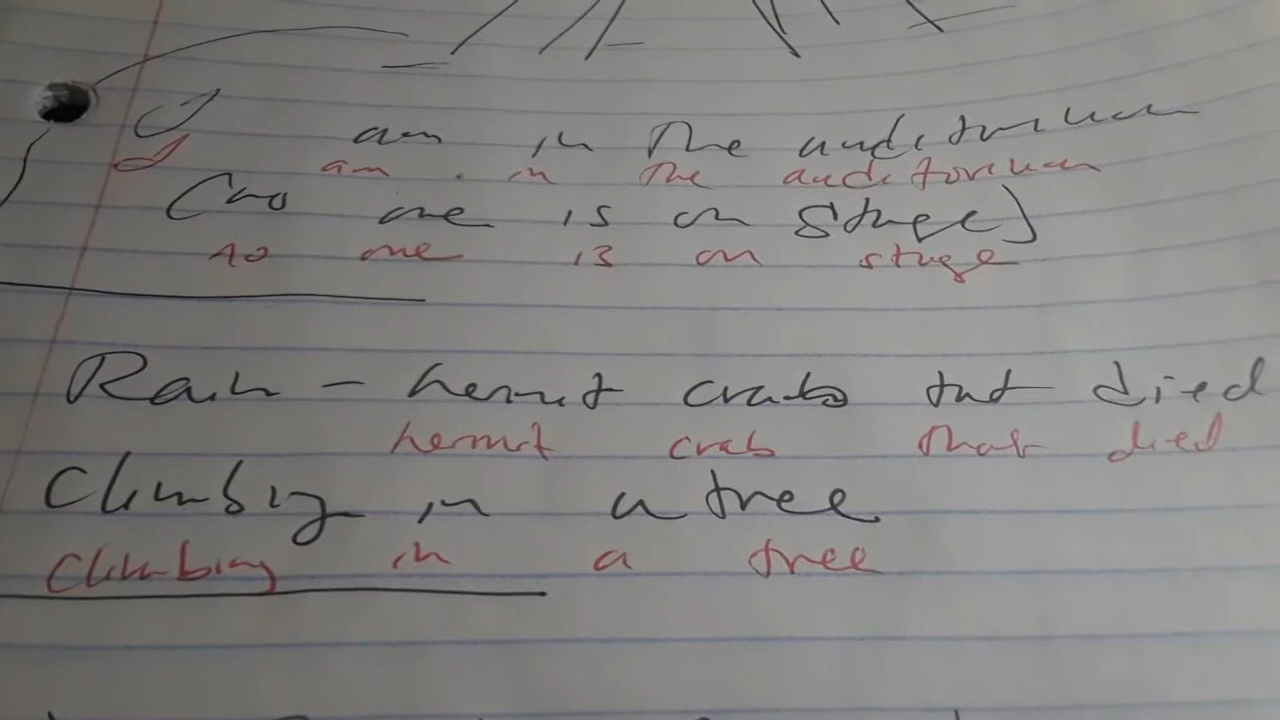 I am in the auditorium
I am in the auditorium
(no one is on stage)
no one is on stage
Rain - hermit crabs that died
hermit crab that died
Climbing in a tree
Climbing in a tree